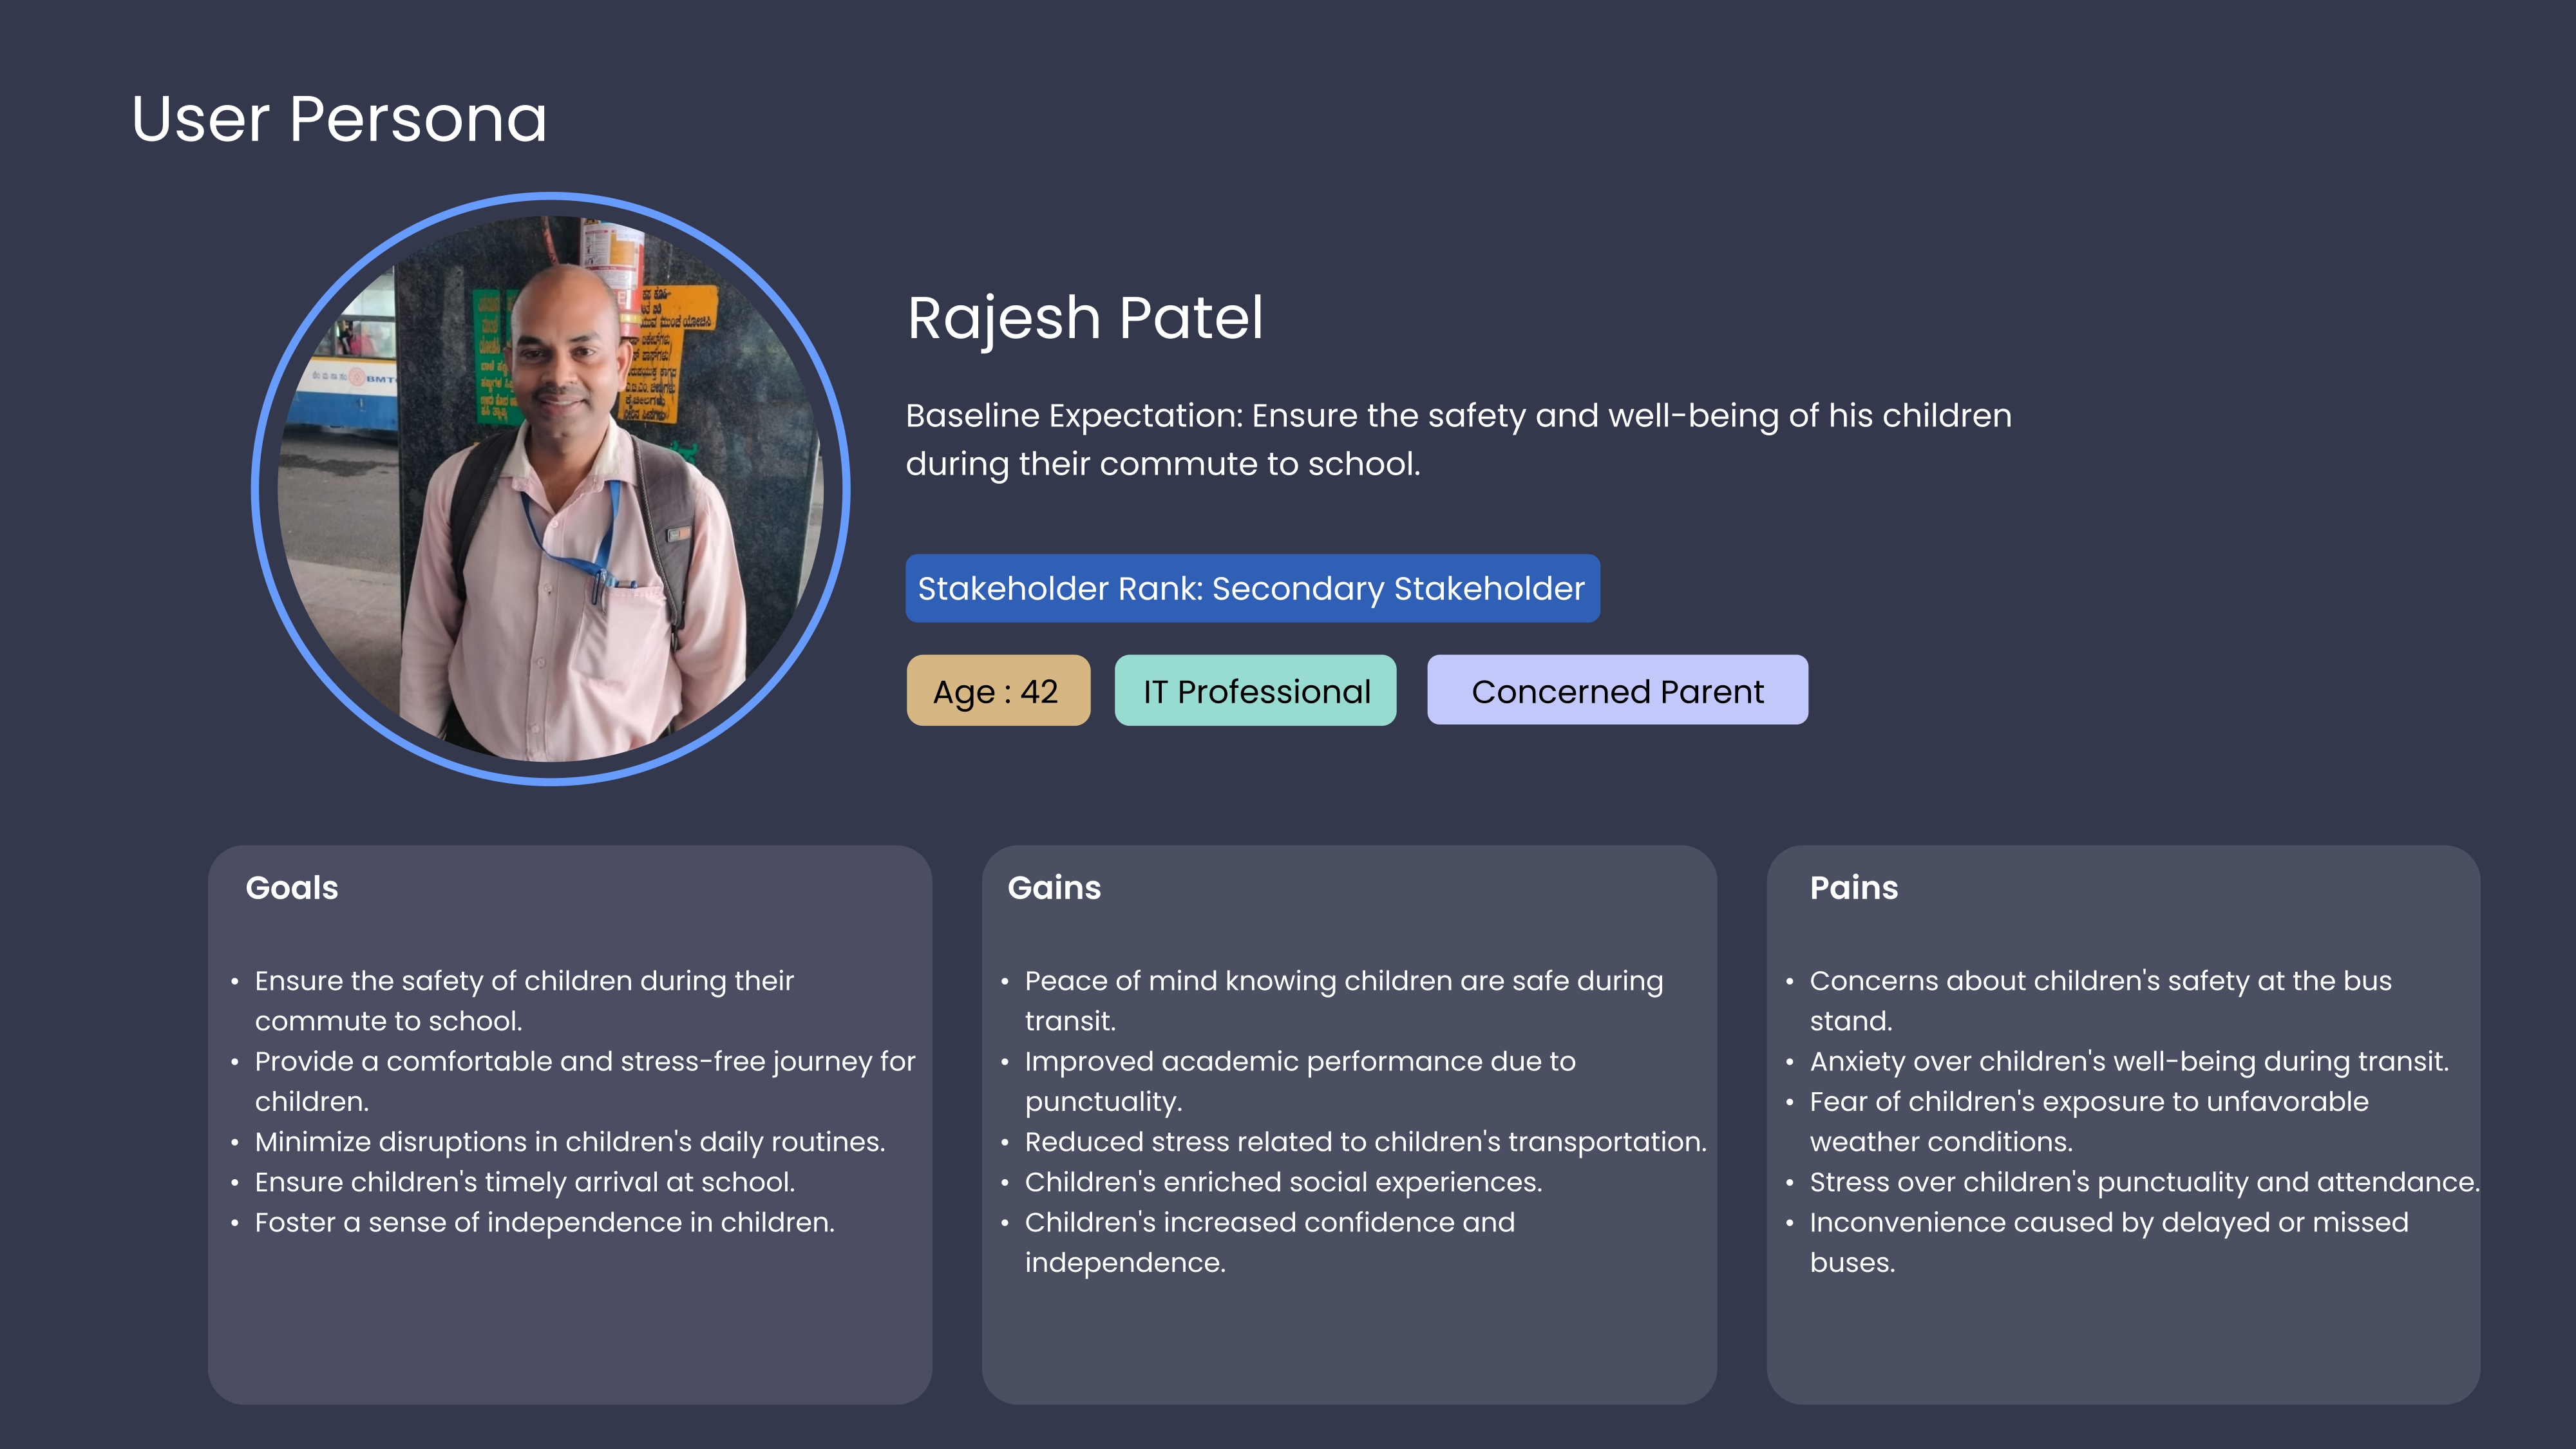 User Persona
BMT
ಯೋಚಿಸಿ
Rajesh Patel
Baseline Expectation: Ensure the safety and well-being of his children
during their commute to school.
Stakeholder Rank: Secondary Stakeholder
Age : 42
IT Professional
Concerned Parent
Goals
• Ensure the safety of children during their
commute to school.
• Provide a comfortable and stress-free journey for
children.
• Minimize disruptions in children's daily routines.
• Ensure children's timely arrival at school.
• Foster a sense of independence in children.
Gains
• Peace of mind knowing children are safe during
transit.
• Improved academic performance due to
punctuality.
• Reduced stress related to children's transportation.
• Children's enriched social experiences.
• Children's increased confidence and
independence.
Pains
• Concerns about children's safety at the bus
stand.
• Anxiety over children's well-being during transit.
• Fear of children's exposure to unfavorable
weather conditions.
• Stress over children's punctuality and attendance.
• Inconvenience caused by delayed or missed
buses.